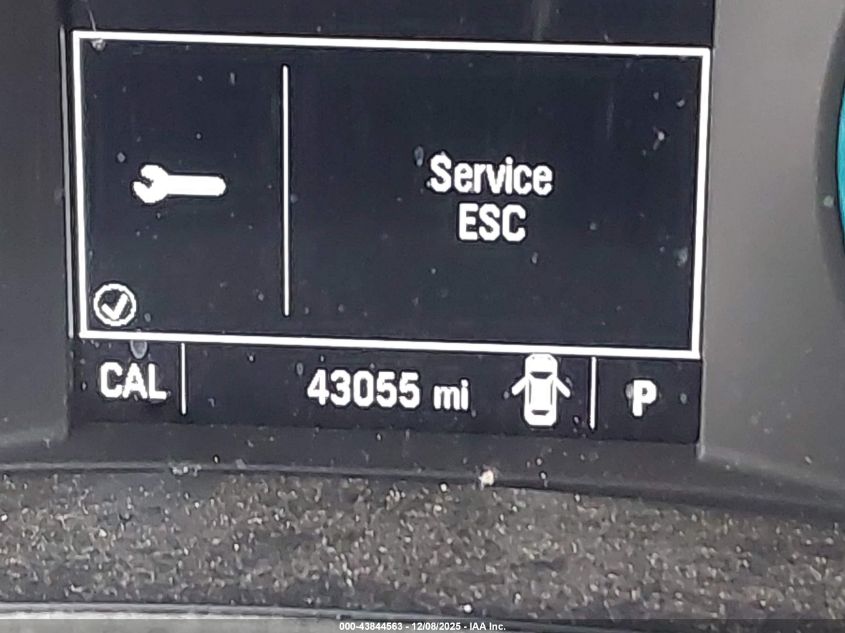 Service
ESC
CAL 43055 mi P
000-43844563 - 12/08/2025 - IAA Inc.